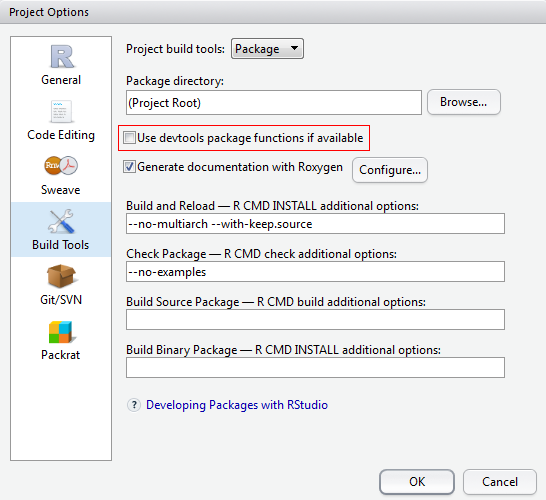 Project Options
General
Code Editing
Sweave
Build Tools
Git/SVN
Packrat
Project build tools: Package
Package directory:
(Project Root)
Browse...
Use devtools package functions if available
Generate documentation with Roxygen
Configure...
Build and Reload — R CMD INSTALL additional options:
--no-multiarch --with-keep.source
Check Package — R CMD check additional options:
--no-examples
Build Source Package — R CMD build additional options:
Build Binary Package — R CMD INSTALL additional options:
? Developing Packages with RStudio
OK
Cancel